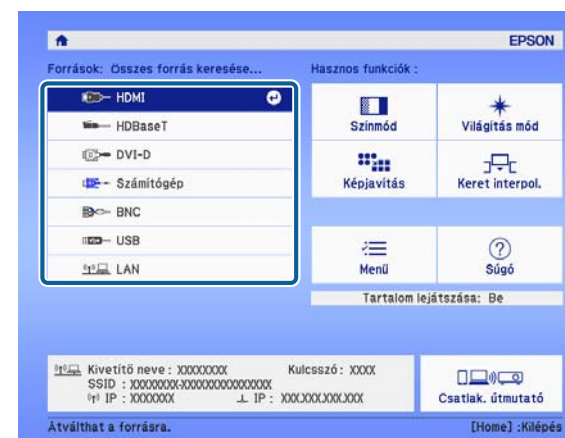 EPSON
Források: Összes forrás keresése...
Hasznos funkciók :
HDMI
HDBaseT
DVI-D
Számítógép
BNC
USB
LAN
Színmód
Világítás mód
Képjavítás
Keret interpol.
Menü
Súgó
Tartalom lejátszása: Be
Kivetítő neve : XXXXXXXX Kulcsszó : XXXX
SSID : XXXXXXXX-XXXXXXXXXXXXXXX
IP : XXXXXXX IP : XXX.XXX.XXX.XXX
Csatlak. útmutató
Átválthat a forrásra.
[Home] :Kilépés